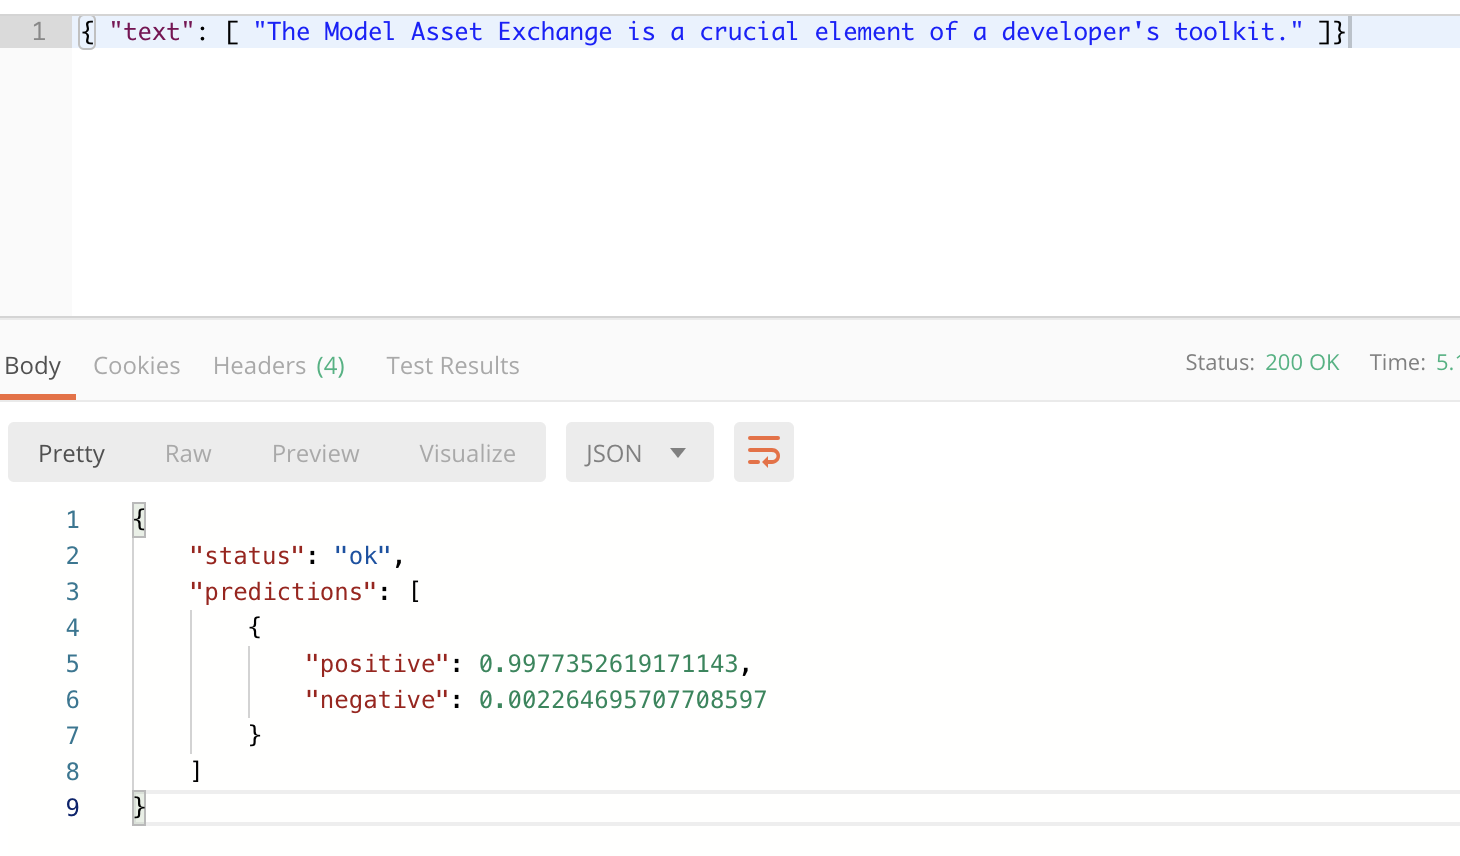 1 { "text": [ "The Model Asset Exchange is a crucial element of a developer's toolkit." ]}
Body Cookies Headers (4) Test Results Status: 200 OK Time: 5.
Pretty Raw Preview Visualize JSON
1 {
2 "status": "ok",
3 "predictions": [
4 {
5 "positive": 0.9977352619171143,
6 "negative": 0.002264695707708597
7 }
8 ]
9 }